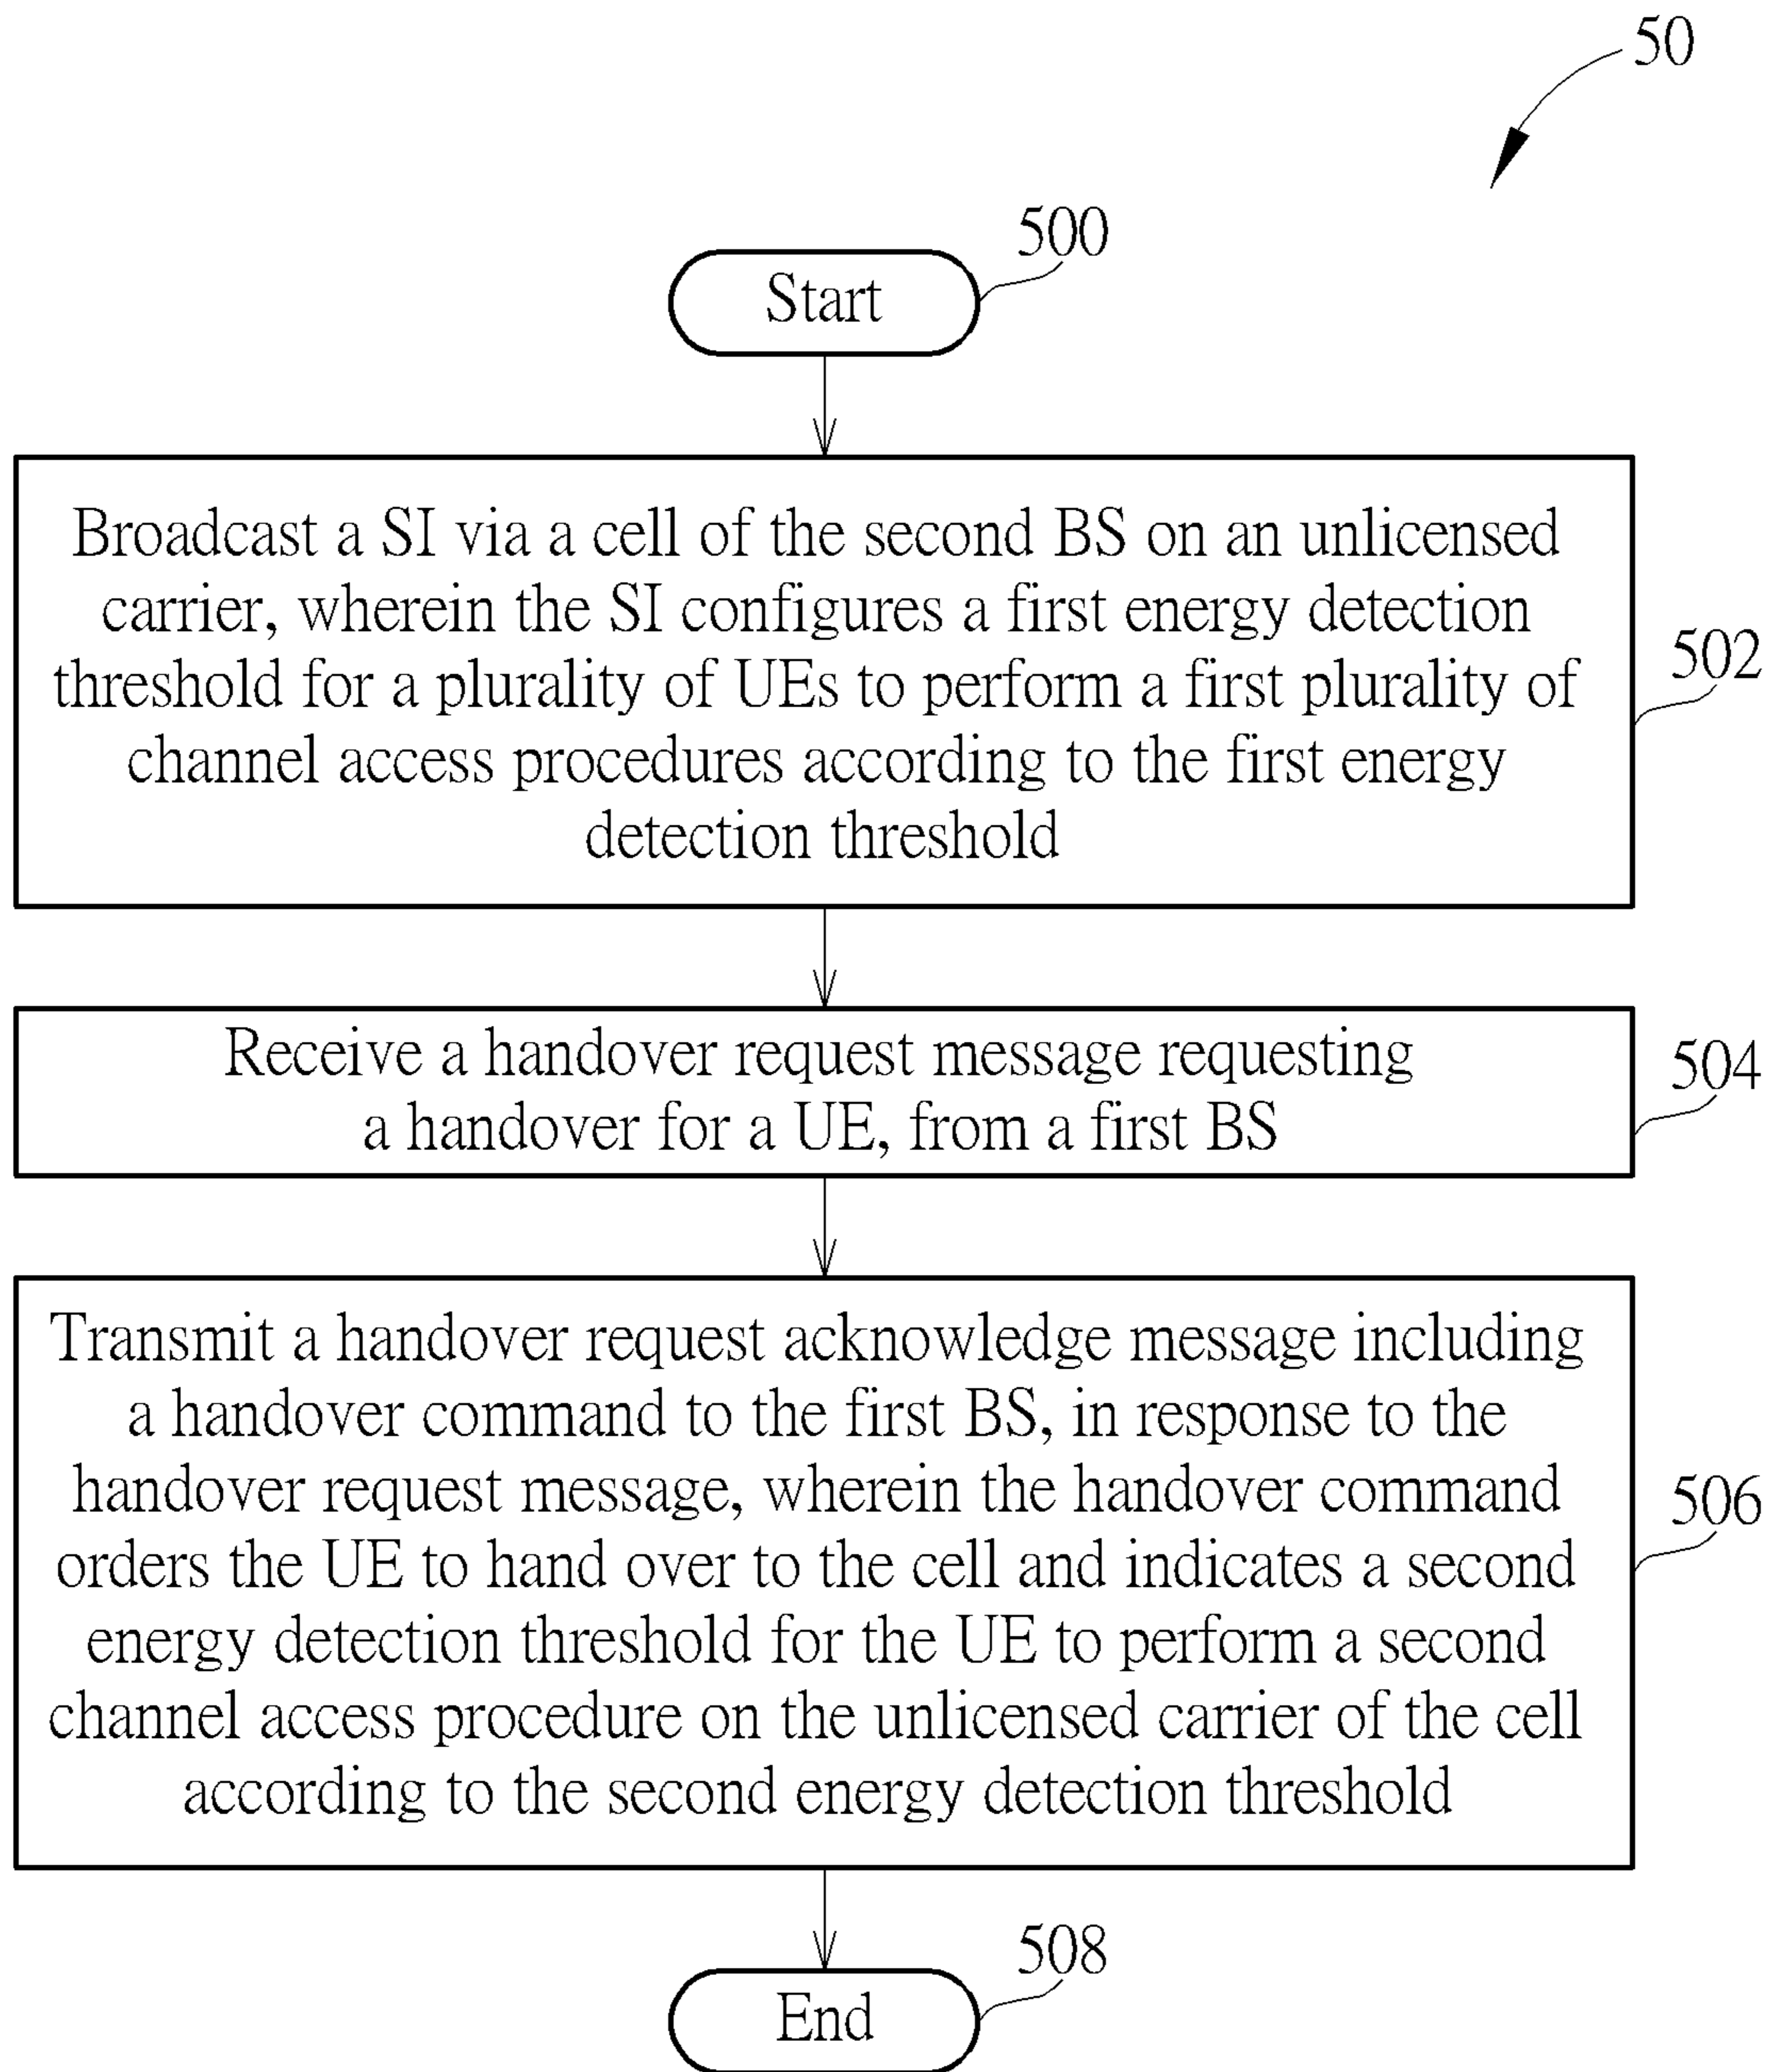 50
500
Start
Broadcast a SI via a cell of the second BS on an unlicensed
carrier, wherein the SI configures a first energy detection
threshold for a plurality of UEs to perform a first plurality of
channel access procedures according to the first energy
detection threshold
502
Receive a handover request message requesting
a handover for a UE, from a first BS
504
Transmit a handover request acknowledge message including
a handover command to the first BS, in response to the
handover request message, wherein the handover command
orders the UE to hand over to the cell and indicates a second
energy detection threshold for the UE to perform a second
channel access procedure on the unlicensed carrier of the cell
according to the second energy detection threshold
506
508
End